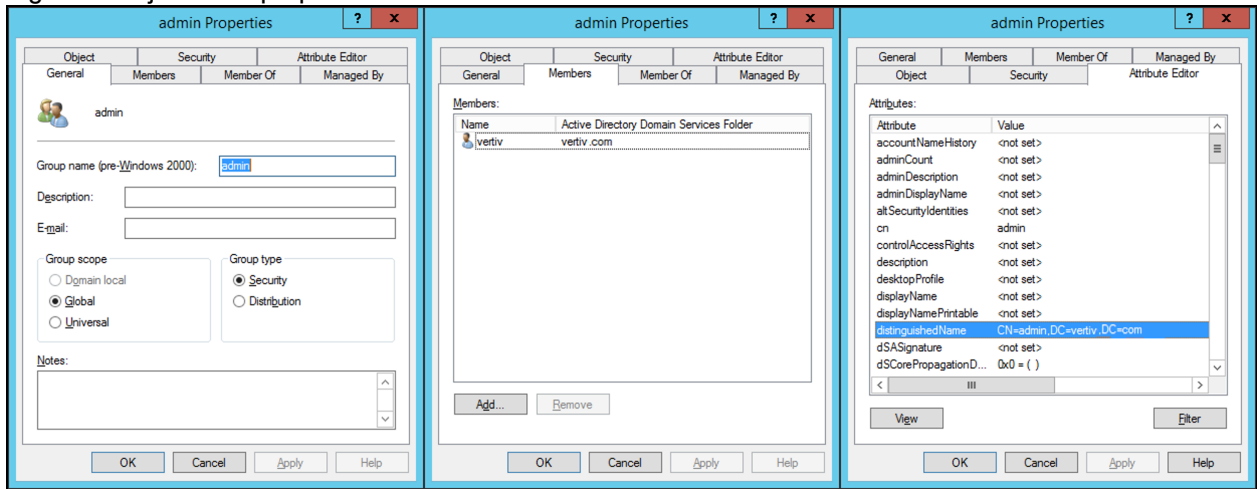 admin Properties
?
x
Object
Security
Attribute Editor
General
Members
Member Of
Managed By
admin
Group name (pre-Windows 2000):
admin
Description:
E-mail:
Group scope
Domain local
Global
Universal
Group type
Security
Distribution
Notes:
OK
Cancel
Apply
Help
admin Properties
?
x
Object
Security
Attribute Editor
General
Members
Member Of
Managed By
Members:
Name
Active Directory Domain Services Folder
vertiv
vertiv .com
Add...
Remove
OK
Cancel
Apply
Help
admin Properties
?
x
General
Members
Member Of
Managed By
Object
Security
Attribute Editor
Attributes:
Attribute
Value
accountNameHistory <not set>
adminCount <not set>
adminDescription <not set>
adminDisplayName <not set>
altSecurityIdentities <not set>
cn admin
controlAccessRights <not set>
description <not set>
desktopProfile <not set>
displayName <not set>
displayNamePrintable <not set>
distinguishedName CN=admin,DC=vertiv ,DC=com
dSASignature <not set>
dSCorePropagationD... 0x0 = ( )
View
Filter
OK
Cancel
Apply
Help